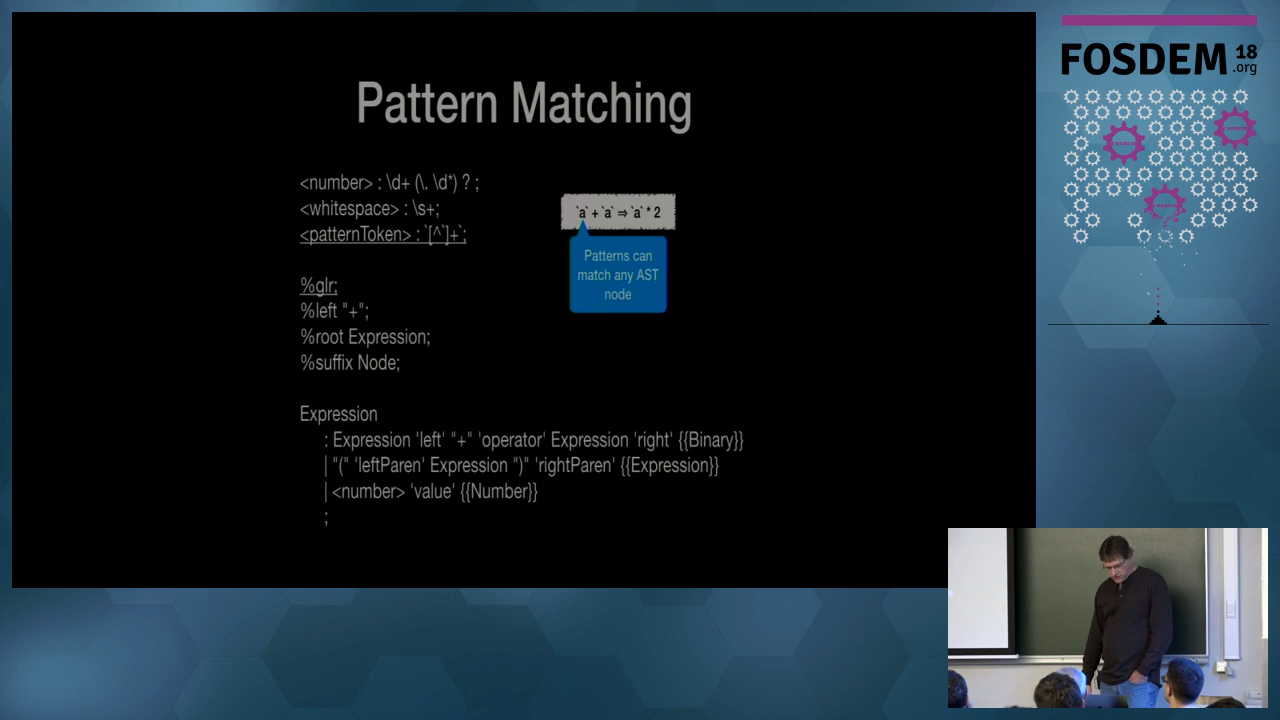 Pattern Matching
<number> : \d+ (\. \d*) ? ;
<whitespace> : \s+;
<patternToken> : `[^`]+`;
`a` + `a` ⇒ `a` * 2
Patterns can
match any AST
node
%glr;
%left "+";
%root Expression;
%suffix Node;
Expression
: Expression 'left' "+" 'operator' Expression 'right' {{Binary}}
| "(" 'leftParen' Expression ")" 'rightParen' {{Expression}}
| <number> 'value' {{Number}}
;
FOSDEM 18
.org